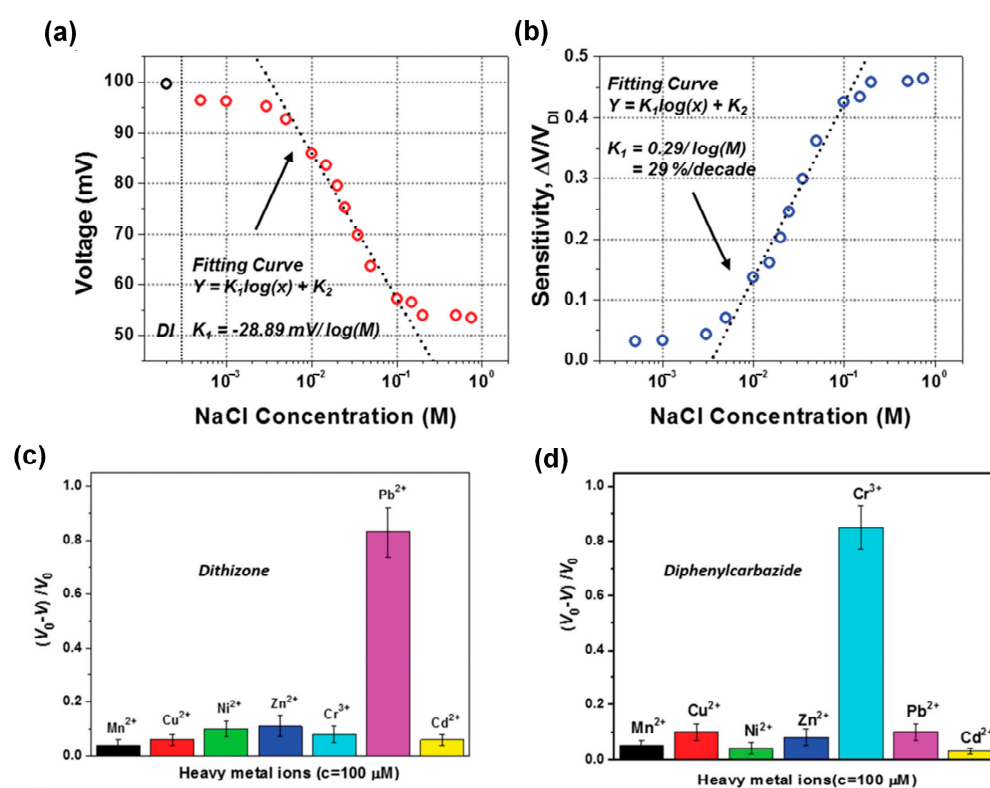 (a)
100
90
80
70
60
50
Voltage (mV)
Fitting Curve
Y = K₁log(x) + K₂
DI
K₁ = -28.89 mV/ log(M)
10⁻³
10⁻²
10⁻¹
10⁰
NaCl Concentration (M)
(b)
0.5
0.4
0.3
0.2
0.1
0.0
Sensitivity, ΔV/V_DI
Fitting Curve
Y = K₁log(x) + K₂
K₁ = 0.29/ log(M)
= 29 %/decade
10⁻³
10⁻²
10⁻¹
10⁰
NaCl Concentration (M)
(c)
1.0
0.8
0.6
0.4
0.2
0.0
(V₀-V) /V₀
Dithizone
Mn²⁺
Cu²⁺
Ni²⁺
Zn²⁺
Cr³⁺
Pb²⁺
Cd²⁺
Heavy metal ions (c=100 μM)
(d)
1.0
0.8
0.6
0.4
0.2
0.0
(V₀-V) /V₀
Diphenylcarbazide
Mn²⁺
Cu²⁺
Ni²⁺
Zn²⁺
Cr³⁺
Pb²⁺
Cd²⁺
Heavy metal ions(c=100 μM)